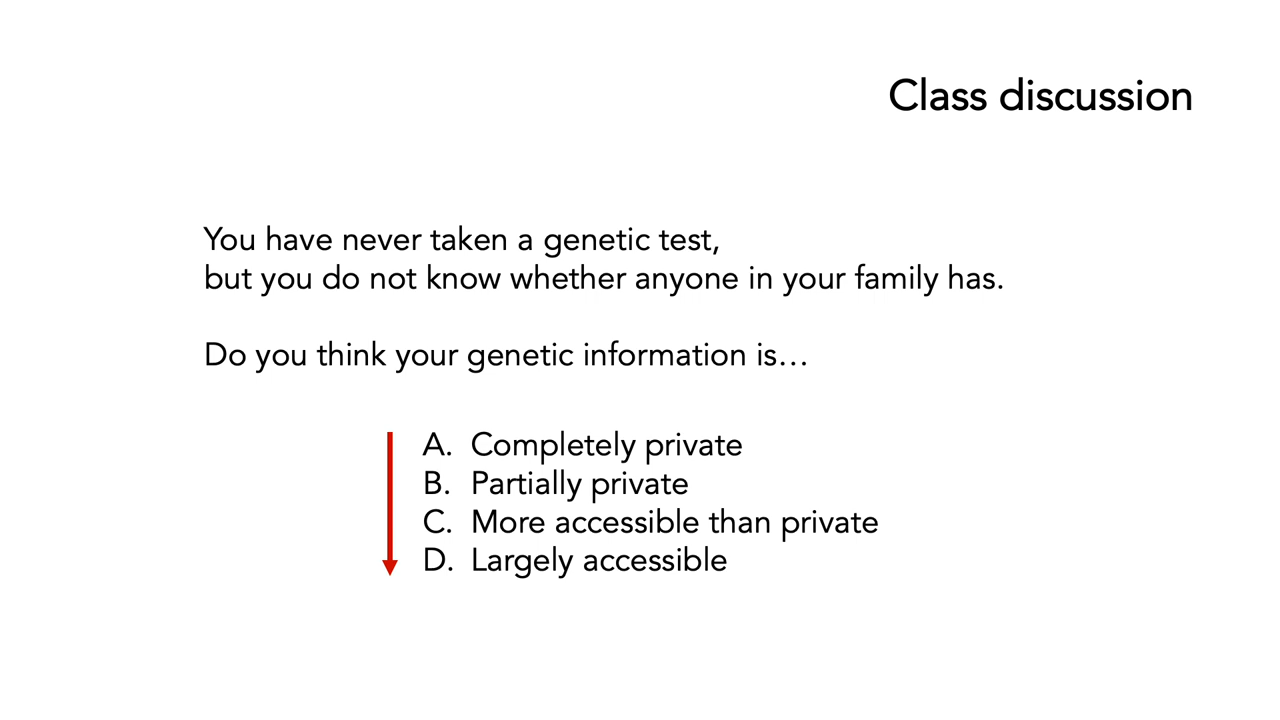 Class discussion
You have never taken a genetic test,
but you do not know whether anyone in your family has.
Do you think your genetic information is…
A. Completely private
B. Partially private
C. More accessible than private
D. Largely accessible